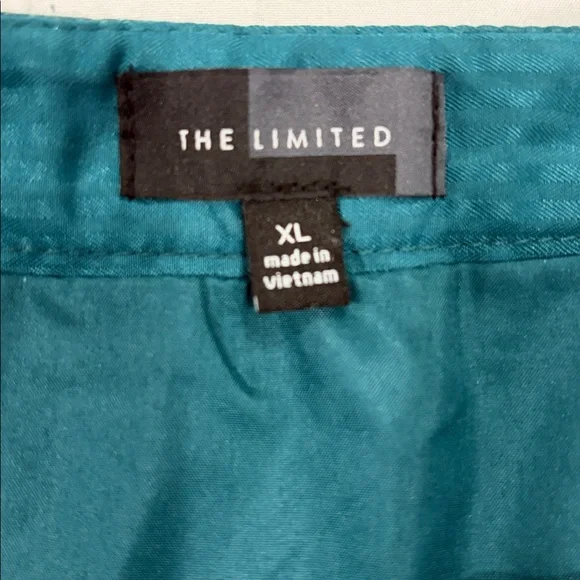 THE LIMITED
XL
made in
vietnam